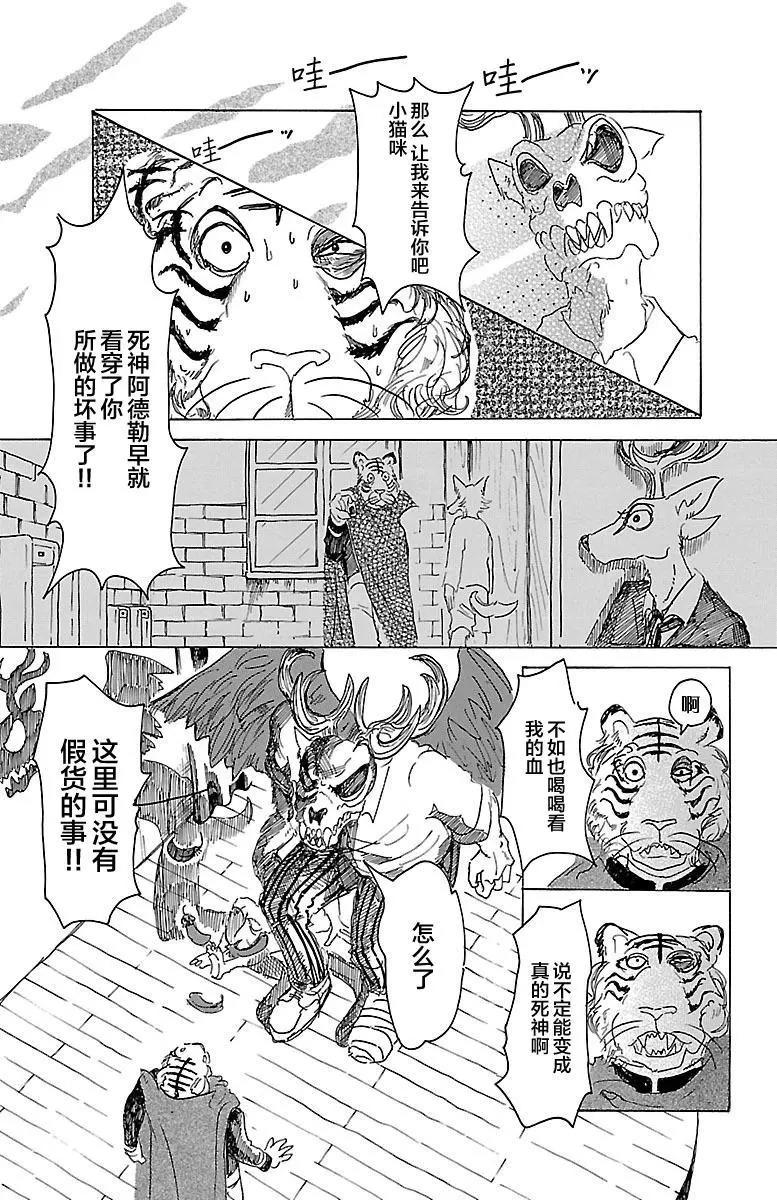 哇
哇
哇
那么 让我来告诉你吧
小猫咪
死神阿德勒早就
看穿了你
所做的坏事了!!
啊
不如也喝喝看
我的血
说不定能变成
真的死神啊
这里可没有
假货的事!!
怎么了